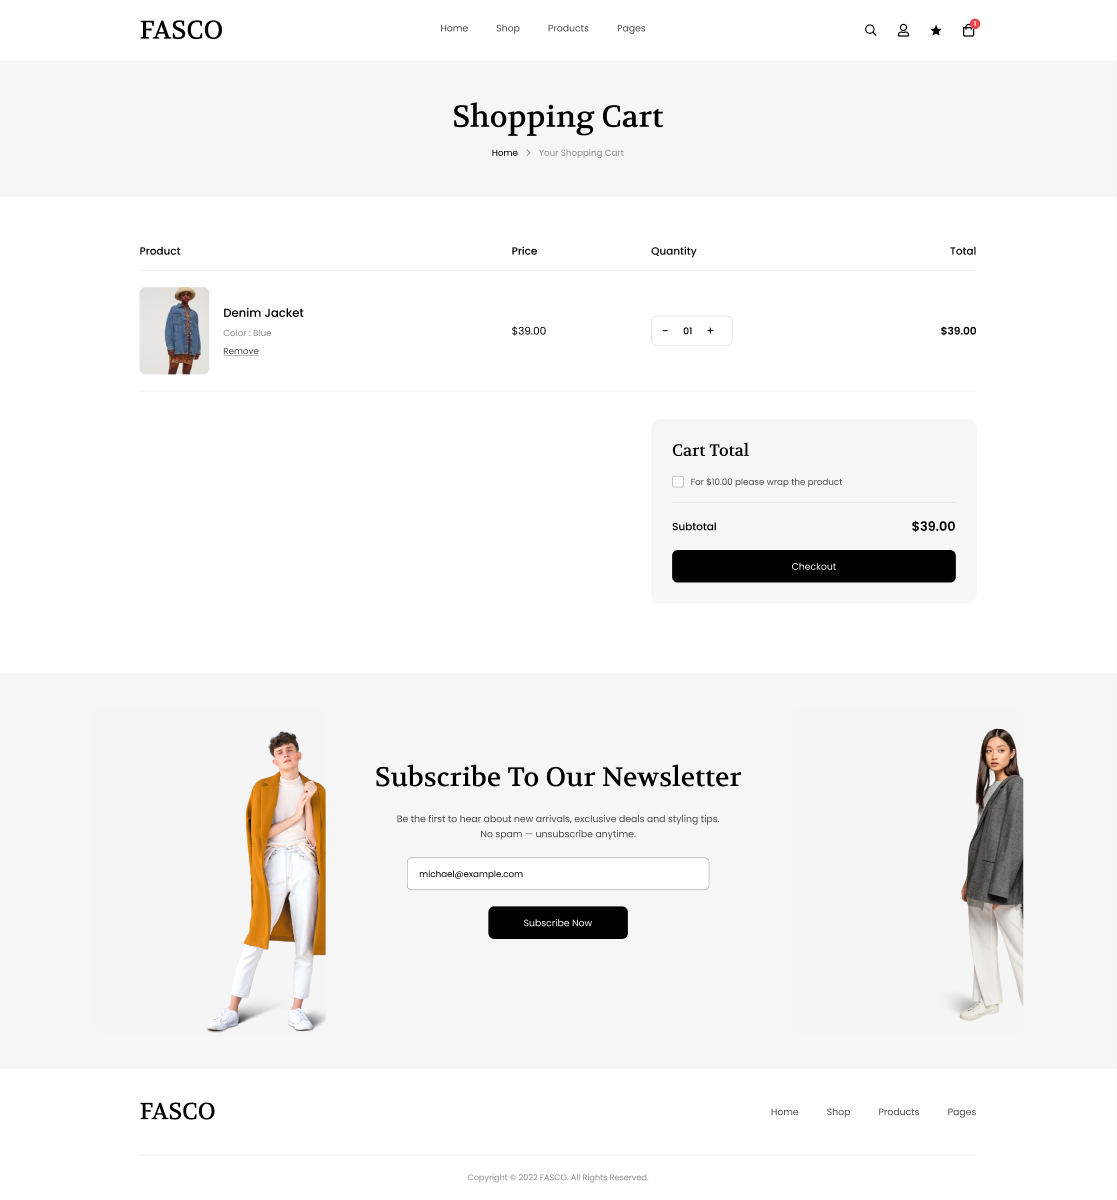 FASCO
Home Shop Products Pages
1
Shopping Cart
Home > Your Shopping Cart
Product Price Quantity Total
Denim Jacket
Color : Blue
Remove
$39.00
- 01 +
$39.00
Cart Total
For $10.00 please wrap the product
Subtotal $39.00
Checkout
Subscribe To Our Newsletter
Be the first to hear about new arrivals, exclusive deals and styling tips.
No spam — unsubscribe anytime.
michael@example.com
Subscribe Now
FASCO
Home Shop Products Pages
Copyright © 2022 FASCO. All Rights Reserved.